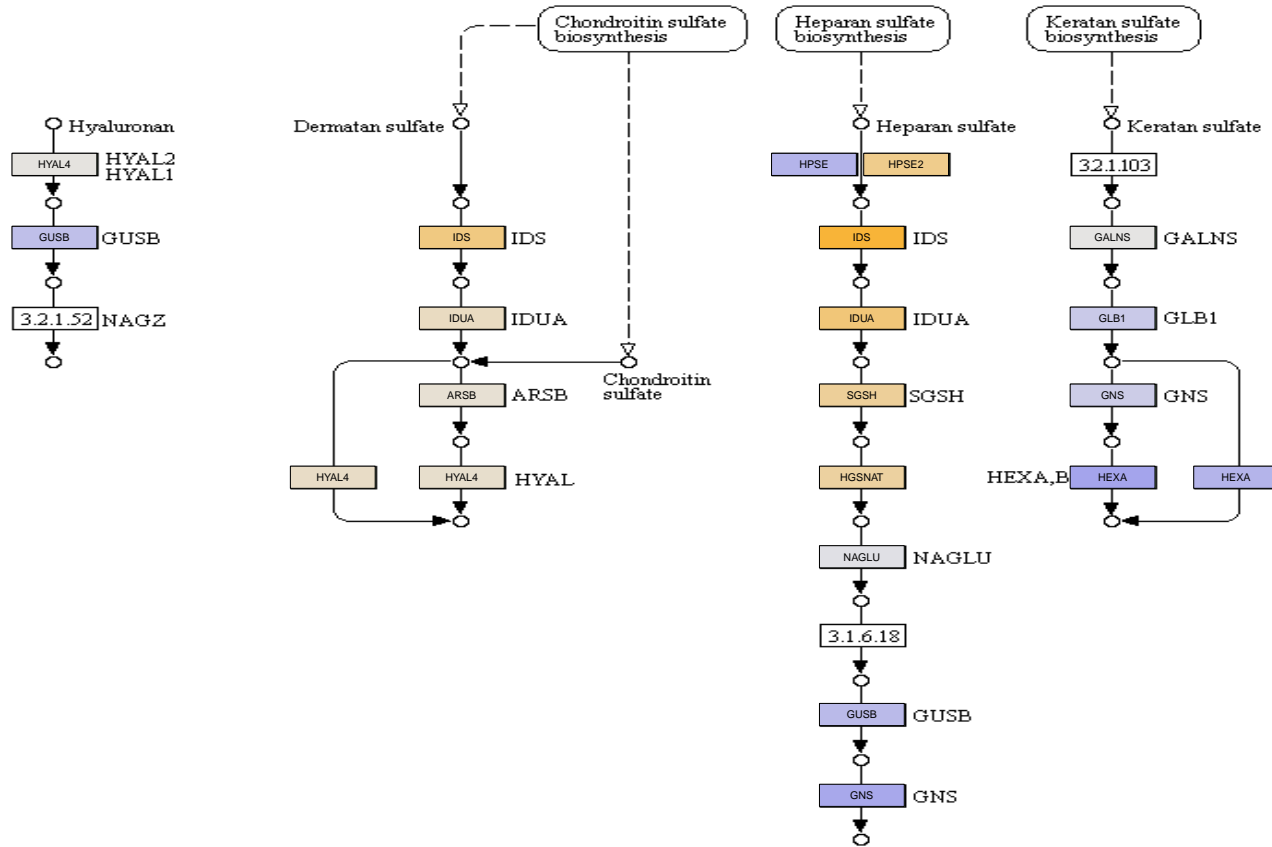 Chondroitin sulfate
biosynthesis
Heparan sulfate
biosynthesis
Keratan sulfate
biosynthesis
Hyaluronan
HYAL4
HYAL2
HYAL1
GUSB
GUSB
3.2.1.52
NAGZ
Dermatan sulfate
IDS
IDS
IDUA
IDUA
Chondroitin
sulfate
ARSB
ARSB
HYAL4
HYAL4
HYAL
Heparan sulfate
HPSE
HPSE2
IDS
IDS
IDUA
IDUA
SGSH
SGSH
HGSNAT
NAGLU
NAGLU
3.1.6.18
GUSB
GUSB
GNS
GNS
Keratan sulfate
3.2.1.103
GALNS
GALNS
GLB1
GLB1
GNS
GNS
HEXA,B
HEXA
HEXA